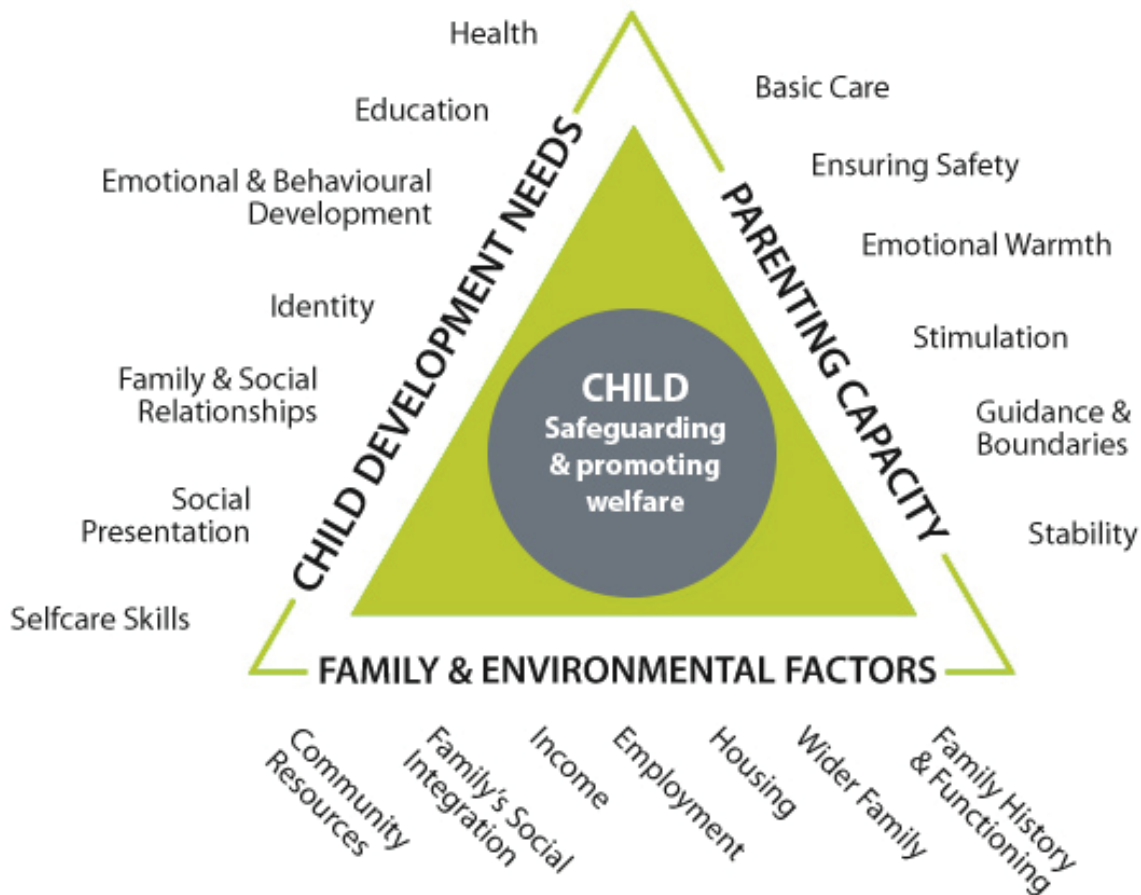 Health
Education
Emotional & Behavioural
Development
Identity
Family & Social
Relationships
Social
Presentation
Selfcare Skills
CHILD DEVELOPMENT NEEDS
CHILD
Safeguarding
& promoting
welfare
PARENTING CAPACITY
Basic Care
Ensuring Safety
Emotional Warmth
Stimulation
Guidance &
Boundaries
Stability
FAMILY & ENVIRONMENTAL FACTORS
Community
Resources
Family's Social
Integration
Income
Employment
Housing
Wider Family
Family History
& Functioning